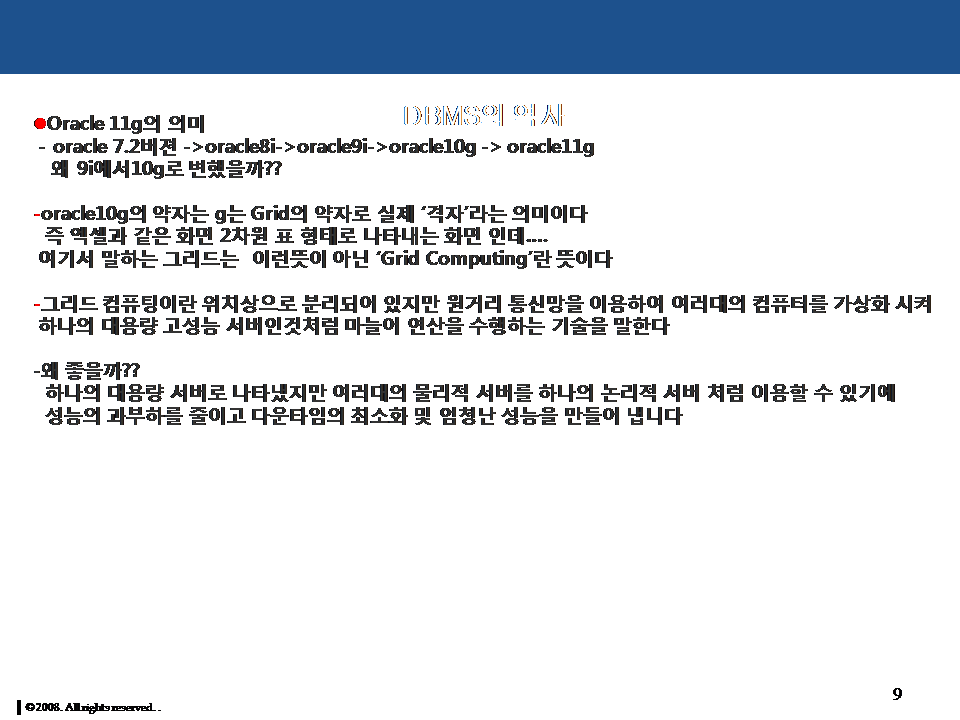 DBMS의 역사
●Oracle 11g의 의미
- oracle 7.2버젼 ->oracle8i->oracle9i->oracle10g -> oracle11g
왜 9i에서10g로 변했을까??
-oracle10g의 약자는 g는 Grid의 약자로 실제 ‘격자’라는 의미이다
즉 엑셀과 같은 화면 2차원 표 형태로 나타내는 화면 인데....
여기서 말하는 그리드는 이런뜻이 아닌 ‘Grid Computing’란 뜻이다
-그리드 컴퓨팅이란 위치상으로 분리되어 있지만 원거리 통신망을 이용하여 여러대의 컴퓨터를 가상화 시켜
하나의 대용량 고성능 서버인것처럼 마늘어 연산을 수행하는 기술을 말한다
-왜 좋을까??
하나의 대용량 서버로 나타냈지만 여러대의 물리적 서버를 하나의 논리적 서버 처럼 이용할 수 있기에
성능의 과부하를 줄이고 다운타임의 최소화 및 엄청난 성능을 만들어 냅니다
9
©2008. All rights reserved. .